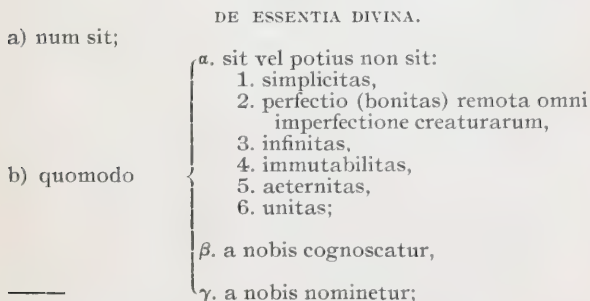 DE ESSENTIA DIVINA.
a) num sit;
α. sit vel potius non sit:
1. simplicitas,
2. perfectio (bonitas) remota omni
imperfectione creaturarum,
3. infinitas,
4. immutabilitas,
b) quomodo
5. aeternitas,
6. unitas;
β. a nobis cognoscatur,
γ. a nobis nominetur;